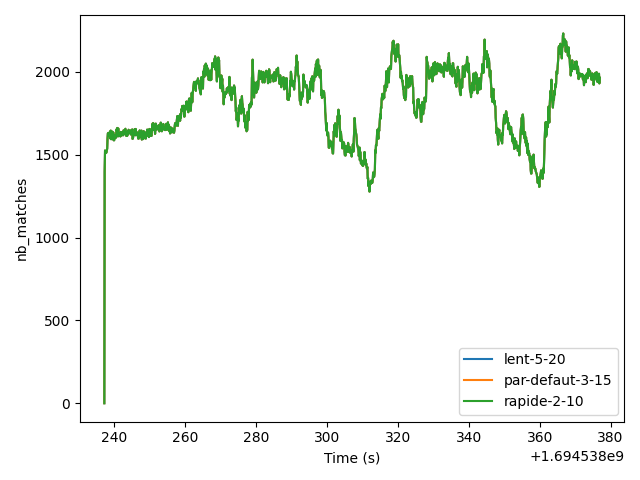 2000
1500
1000
500
0
nb_matches
240 260 280 300 320 340 360 380
Time (s)
+1.694538e9
lent-5-20
par-defaut-3-15
rapide-2-10